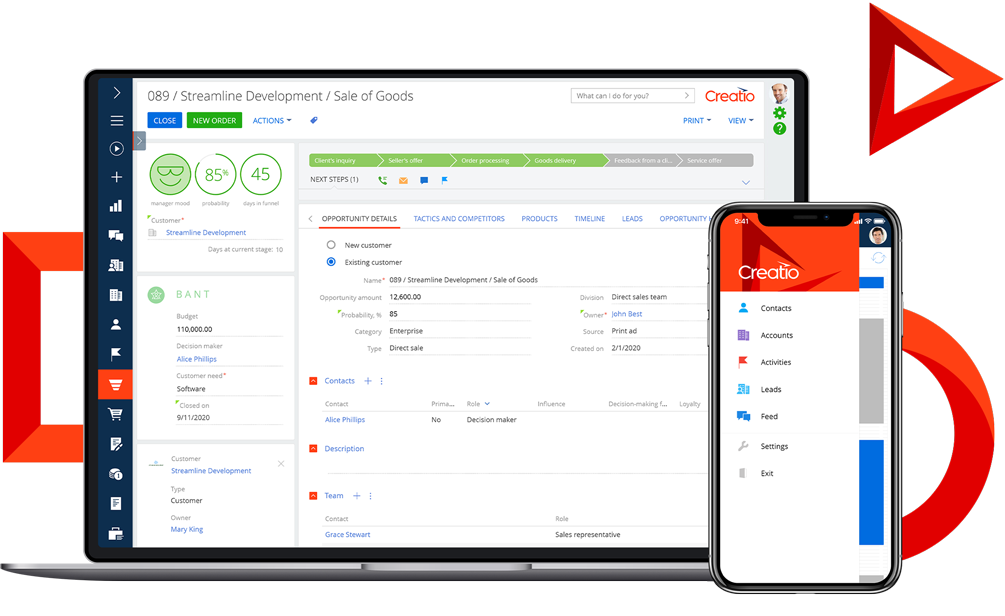 089 / Streamline Development / Sale of Goods
What can I do for you?
Creatio
CLOSE
NEW ORDER
ACTIONS
PRINT
VIEW
85%
45
manager mood
probability
days in funnel
Customer*
Streamline Development
Days at current stage: 10
BANT
Budget
110,000.00
Decision maker
Alice Phillips
Customer need*
Software
Closed on
9/11/2020
Customer
Streamline Development
Type
Customer
Owner
Mary King
Client's inquiry
Seller's offer
Order processing
Goods delivery
Feedback from a cli...
Service offer
NEXT STEPS (1)
OPPORTUNITY DETAILS
TACTICS AND COMPETITORS
PRODUCTS
TIMELINE
LEADS
OPPORTUNITY
New customer
Existing customer
Name* 089 / Streamline Development / Sale of Goods
Opportunity amount 12,600.00
Division Direct sales team
Probability, % 85
Owner* John Best
Category Enterprise
Source Print ad
Type Direct sale
Created on 2/1/2020
Contacts
Contact Prima... Role Influence Decision-making f... Loyalty
Alice Phillips No Decision maker
Description
Team
Contact Role
Grace Stewart Sales representative
9:41
Creatio
Contacts
Accounts
Activities
Leads
Feed
Settings
Exit